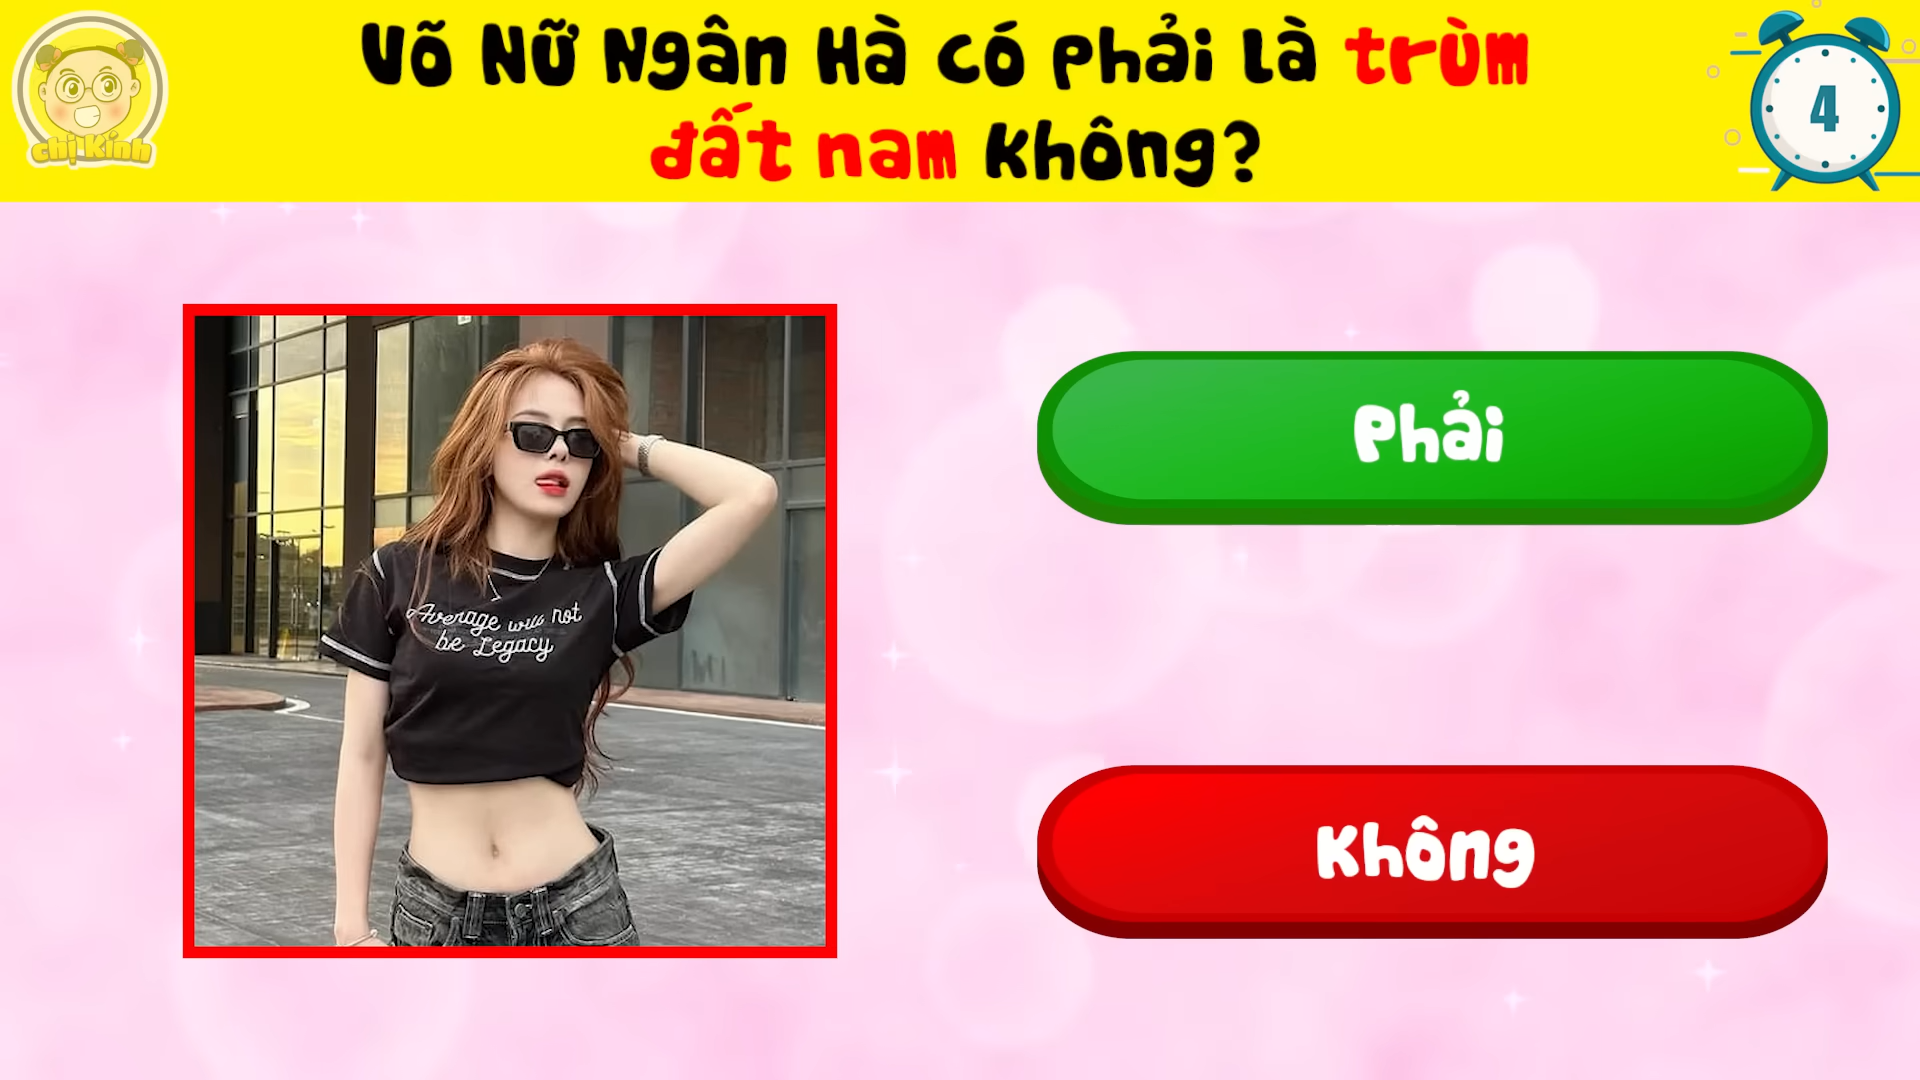 chị Kính
Võ Nữ Ngân Hà có phải là trùm
đất nam không?
4
Phải
Average will not
be Legacy
Không